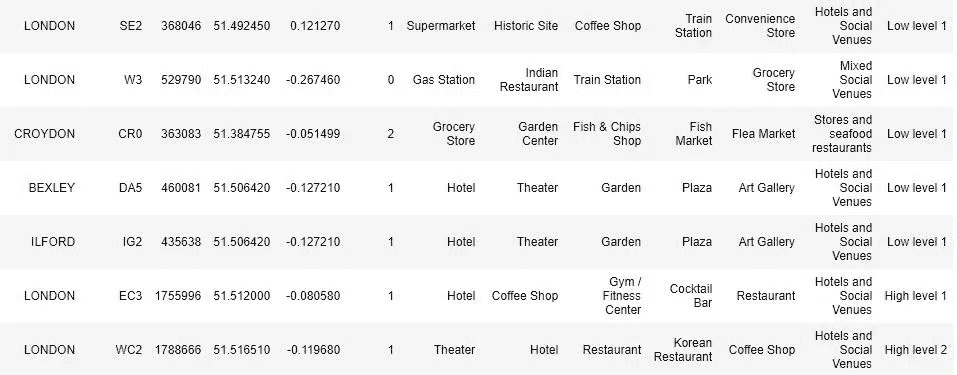 LONDON SE2 368046 51.492450 0.121270 1 Supermarket Historic Site Coffee Shop Train Station Convenience Store Hotels and Social Venues Low level 1
LONDON W3 529790 51.513240 -0.267460 0 Gas Station Indian Restaurant Train Station Park Grocery Store Mixed Social Venues Low level 1
CROYDON CR0 363083 51.384755 -0.051499 2 Grocery Store Garden Center Fish & Chips Shop Fish Market Flea Market Stores and seafood restaurants Low level 1
BEXLEY DA5 460081 51.506420 -0.127210 1 Hotel Theater Garden Plaza Art Gallery Hotels and Social Venues Low level 1
ILFORD IG2 435638 51.506420 -0.127210 1 Hotel Theater Garden Plaza Art Gallery Hotels and Social Venues Low level 1
LONDON EC3 1755996 51.512000 -0.080580 1 Hotel Coffee Shop Gym / Fitness Center Cocktail Bar Restaurant Hotels and Social Venues High level 1
LONDON WC2 1788666 51.516510 -0.119680 1 Theater Hotel Restaurant Korean Restaurant Coffee Shop Hotels and Social Venues High level 2